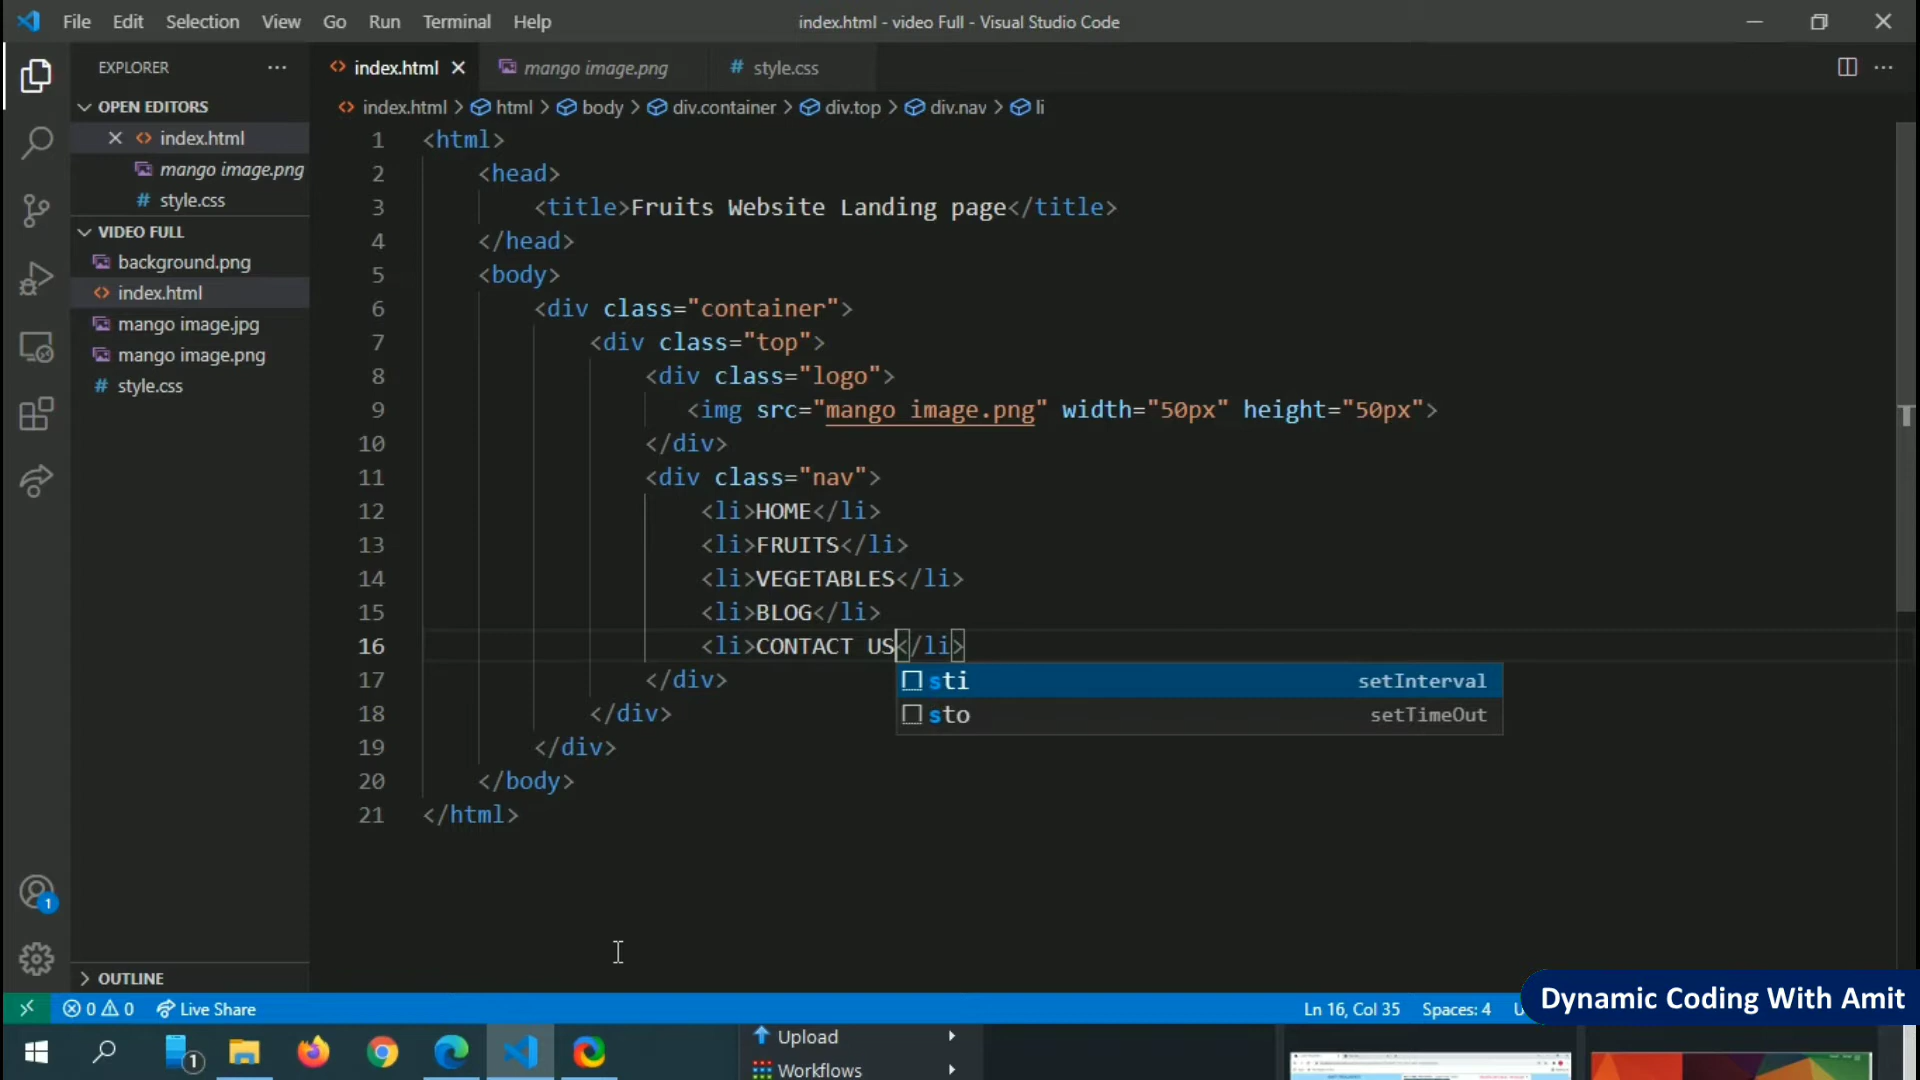 File Edit Selection View Go Run Terminal Help
index.html - video Full - Visual Studio Code
EXPLORER
OPEN EDITORS
index.html
mango image.png
style.css
VIDEO FULL
background.png
index.html
mango image.jpg
mango image.png
style.css
OUTLINE
index.html mango image.png style.css
index.html > html > body > div.container > div.top > div.nav > li
1 <html>
2 <head>
3 <title>Fruits Website Landing page</title>
4 </head>
5 <body>
6 <div class="container">
7 <div class="top">
8 <div class="logo">
9 <img src="mango image.png" width="50px" height="50px">
10 </div>
11 <div class="nav">
12 <li>HOME</li>
13 <li>FRUITS</li>
14 <li>VEGETABLES</li>
15 <li>BLOG</li>
16 <li>CONTACT US</li>
sti setInterval
sto setTimeOut
17 </div>
18 </div>
19 </div>
20 </body>
21 </html>
1
Dynamic Coding With Amit
0 0 Live Share
Ln 16, Col 35 Spaces: 4
1
Upload
Workflows